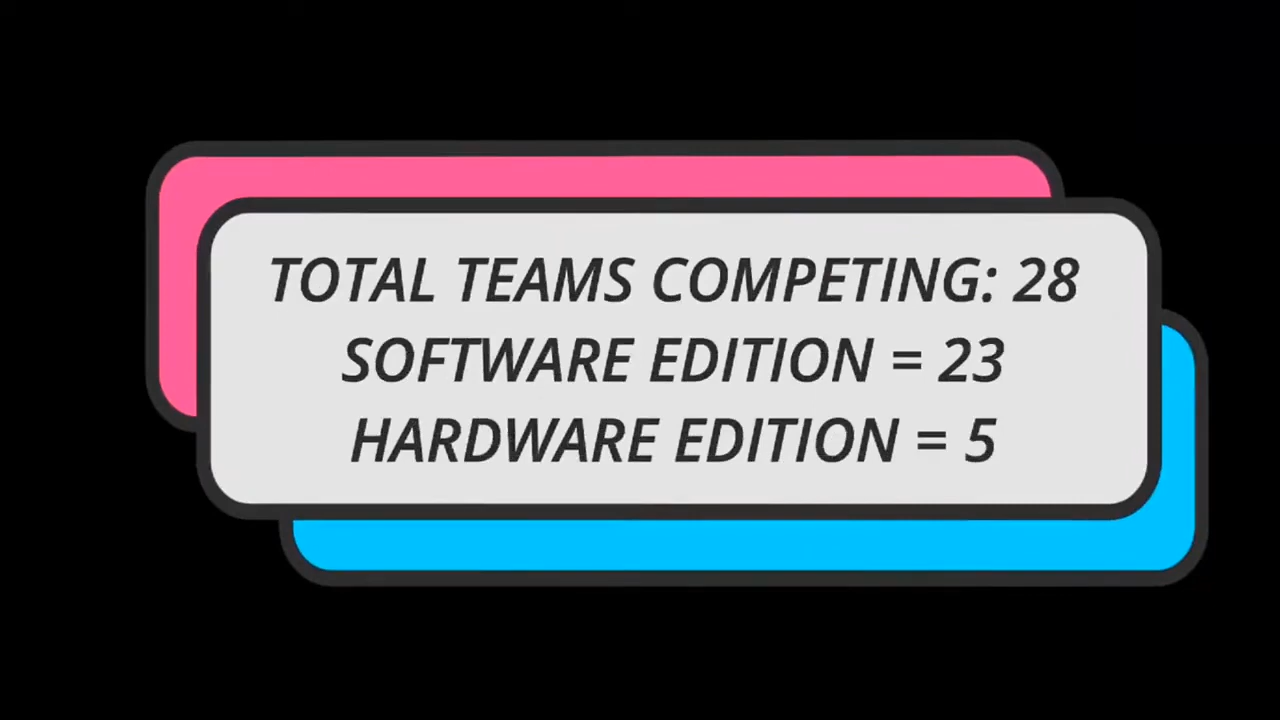 TOTAL TEAMS COMPETING: 28
SOFTWARE EDITION = 23
HARDWARE EDITION = 5